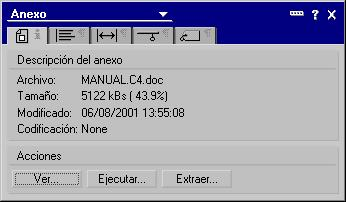 Anexo
Descripción del anexo
Archivo: MANUAL.C4.doc
Tamaño: 5122 kBs ( 43.9%)
Modificado: 06/08/2001 13:55:08
Codificación: None
Acciones
Ver... Ejecutar... Extraer...